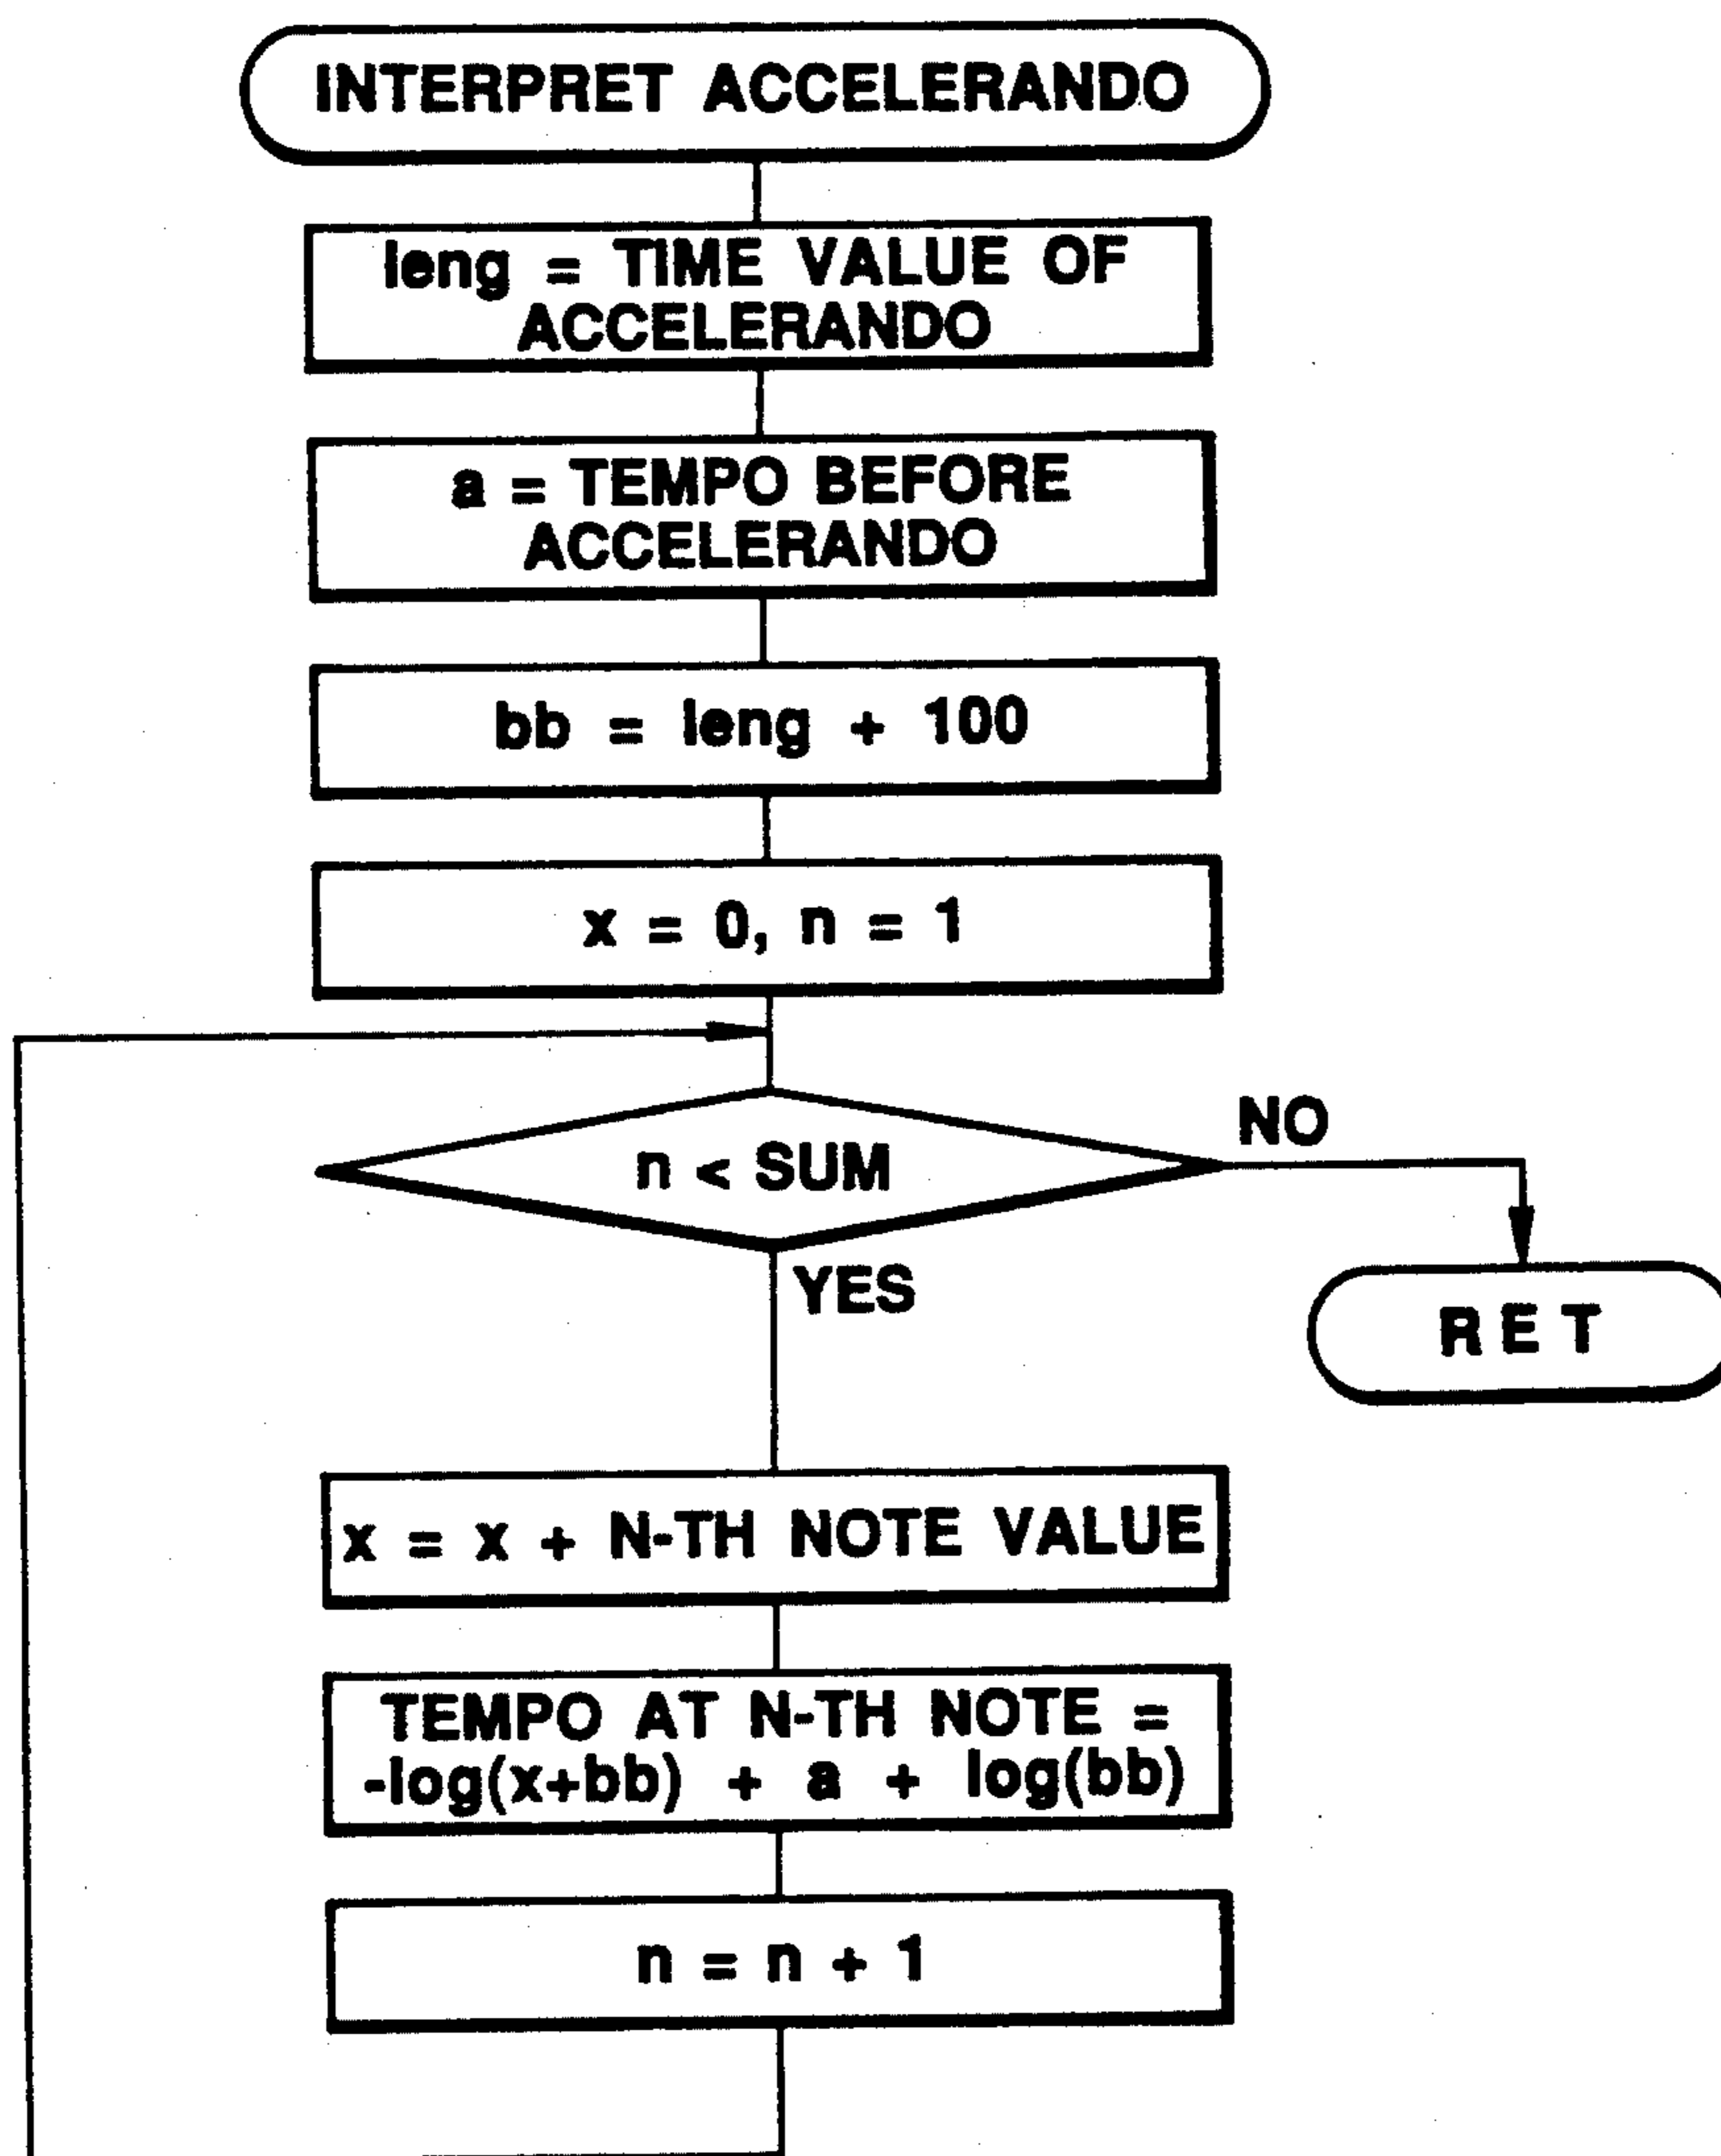 INTERPRET ACCELERANDO
leng = TIME VALUE OF
ACCELERANDO
a = TEMPO BEFORE
ACCELERANDO
bb = leng + 100
x = 0, n = 1
n < SUM
NO
YES
RET
x = x + N-TH NOTE VALUE
TEMPO AT N-TH NOTE =
-log(x+bb) + a + log(bb)
n = n + 1